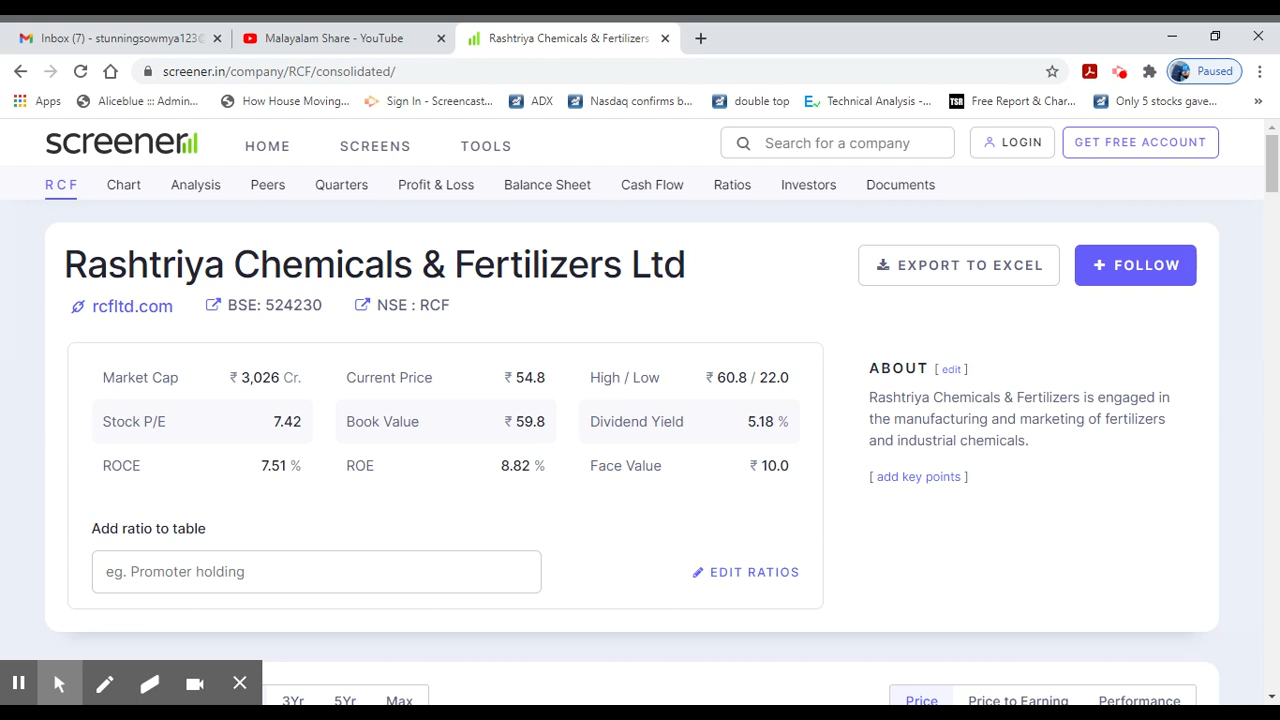 Inbox (7) - stunningsowmya123@
Malayalam Share - YouTube
Rashtriya Chemicals & Fertilizers
screener.in/company/RCF/consolidated/
Paused
Apps
Aliceblue ::: Admin...
How House Moving...
Sign In - Screencast...
ADX
Nasdaq confirms b...
double top
Technical Analysis -...
TSR Free Report & Char...
Only 5 stocks gave...
»
screener
HOME SCREENS TOOLS
Search for a company
LOGIN
GET FREE ACCOUNT
RCF Chart Analysis Peers Quarters Profit & Loss Balance Sheet Cash Flow Ratios Investors Documents
Rashtriya Chemicals & Fertilizers Ltd
EXPORT TO EXCEL
+ FOLLOW
rcfltd.com BSE: 524230 NSE : RCF
Market Cap ₹ 3,026 Cr. Current Price ₹ 54.8 High / Low ₹ 60.8 / 22.0
Stock P/E 7.42 Book Value ₹ 59.8 Dividend Yield 5.18 %
ROCE 7.51 % ROE 8.82 % Face Value ₹ 10.0
Add ratio to table
eg. Promoter holding
EDIT RATIOS
ABOUT [ edit ]
Rashtriya Chemicals & Fertilizers is engaged in
the manufacturing and marketing of fertilizers
and industrial chemicals.
[ add key points ]
3Yr 5Yr Max
Price Price to Earning Performance